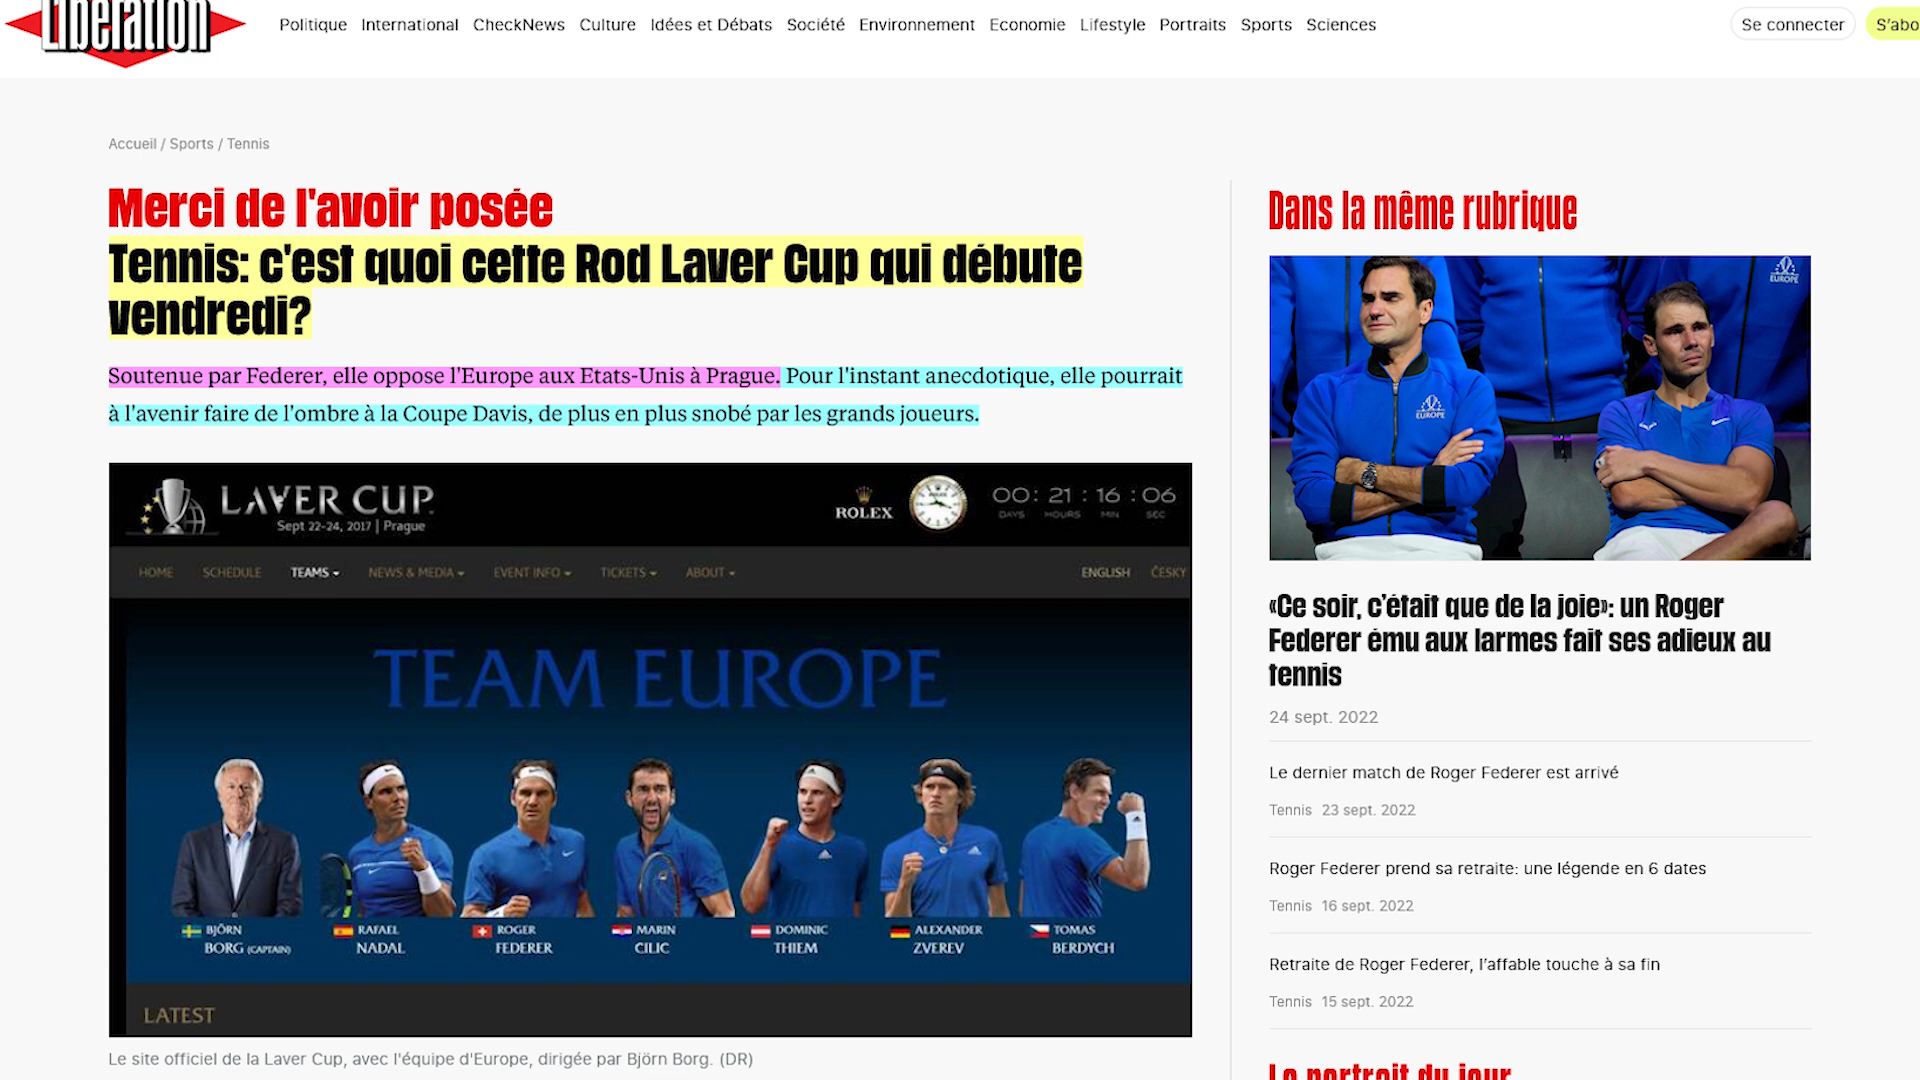 Libération
Politique International CheckNews Culture Idées et Débats Société Environnement Economie Lifestyle Portraits Sports Sciences
Se connecter
S'abo
Accueil / Sports / Tennis
Merci de l'avoir posée
Tennis: c'est quoi cette Rod Laver Cup qui débute
vendredi?
Soutenue par Federer, elle oppose l'Europe aux Etats-Unis à Prague. Pour l'instant anecdotique, elle pourrait
à l'avenir faire de l'ombre à la Coupe Davis, de plus en plus snobé par les grands joueurs.
LAVER CUP
Sept 22-24, 2017 | Prague
ROLEX
00 : 21 : 16 : 06
DAYS HOURS MIN SEC
HOME SCHEDULE TEAMS NEWS & MEDIA EVENT INFO TICKETS ABOUT ENGLISH ČESKY
TEAM EUROPE
BJÖRN
BORG (CAPTAIN)
RAFAEL
NADAL
ROGER
FEDERER
MARIN
CILIC
DOMINIC
THIEM
ALEXANDER
ZVEREV
TOMAS
BERDYCH
LATEST
Le site officiel de la Laver Cup, avec l'équipe d'Europe, dirigée par Björn Borg. (DR)
Dans la même rubrique
EUROPE
EUROPE
«Ce soir, c'était que de la joie»: un Roger
Federer ému aux larmes fait ses adieux au
tennis
24 sept. 2022
Le dernier match de Roger Federer est arrivé
Tennis 23 sept. 2022
Roger Federer prend sa retraite: une légende en 6 dates
Tennis 16 sept. 2022
Retraite de Roger Federer, l'affable touche à sa fin
Tennis 15 sept. 2022
Le portrait du jour